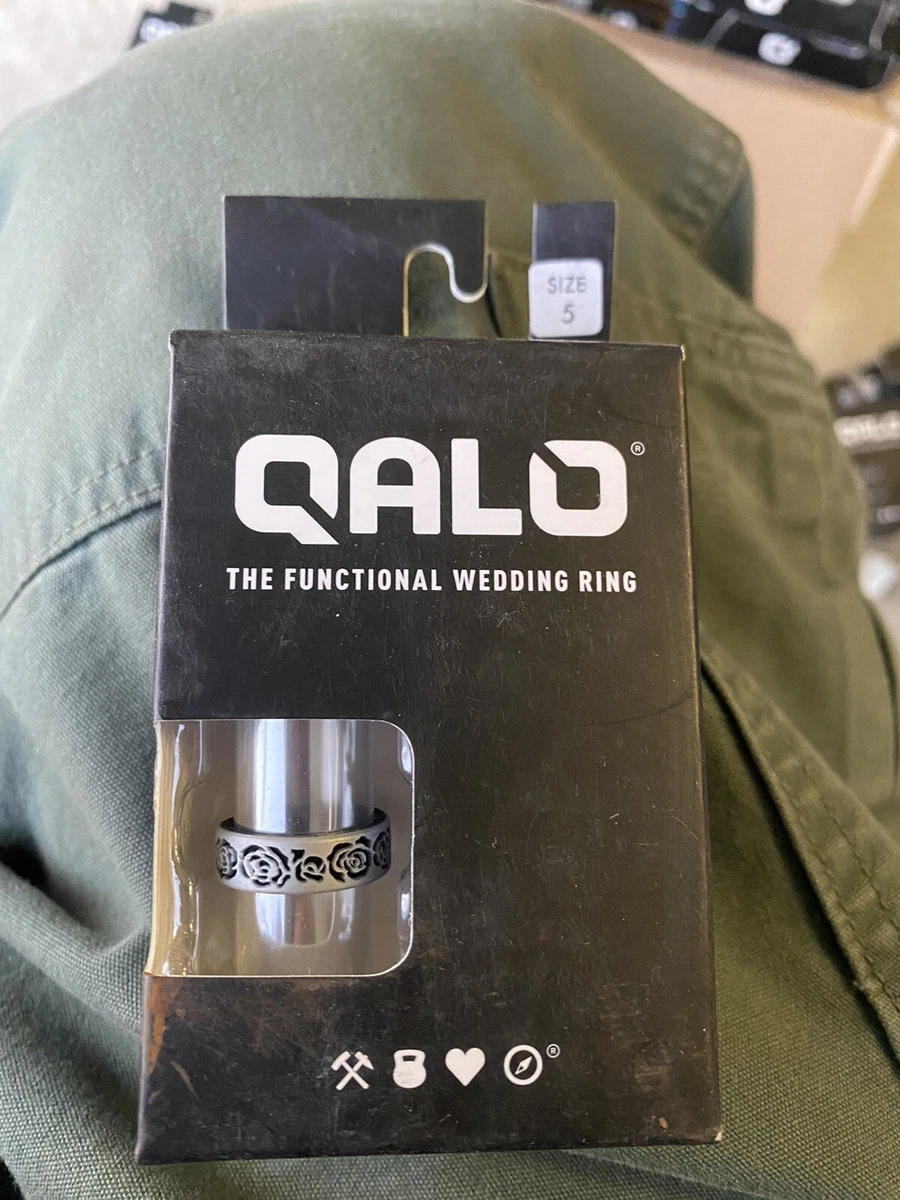 SIZE
5
QALO®
THE FUNCTIONAL WEDDING RING
®